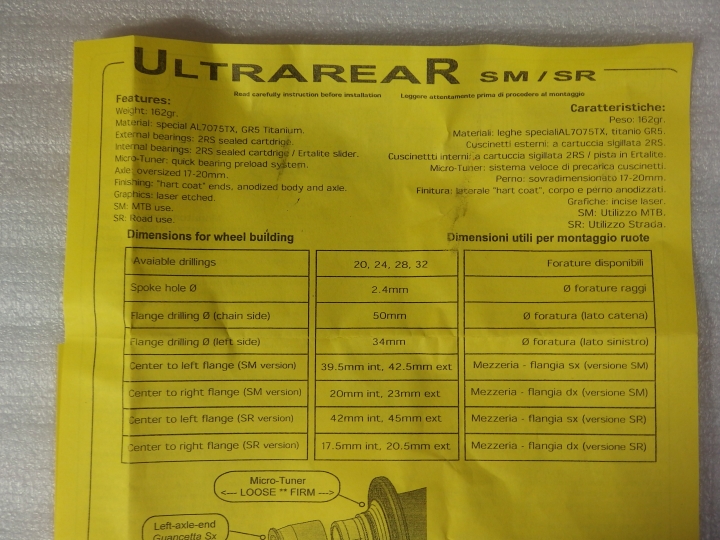 ULTRAREAR SM / SR
Read carefully instruction before installation
Leggere attentamente prima di procedere al montaggio
Features:
Weight: 162gr.
Material: special AL7075TX, GR5 Titanium.
External bearings: 2RS sealed cartdrige.
Internal bearings: 2RS sealed cartdrige / Ertalite slider.
Micro-Tuner: quick bearing preload system.
Axle: oversized 17-20mm.
Finishing: "hart coat" ends, anodized body and axle.
Graphics: laser etched.
SM: MTB use.
SR: Road use.
Caratteristiche:
Peso: 162gr.
Materiali: leghe specialiAL7075TX, titanio GR5.
Cuscinetti esterni: a cartuccia sigillata 2RS.
Cuscinettti interni: a cartuccia sigillata 2RS / pista in Ertalite.
Micro-Tuner: sistema veloce di precarica cuscinetti.
Perno: sovradimensionato 17-20mm.
Finitura: laterale "hart coat", corpo e perno anodizzati.
Grafiche: incise laser.
SM: Utilizzo MTB.
SR: Utilizzo Strada.
Dimensions for wheel building
Dimensioni utili per montaggio ruote
Avaiable drillings 20, 24, 28, 32 Forature disponibili
Spoke hole Ø 2.4mm Ø forature raggi
Flange drilling Ø (chain side) 50mm Ø foratura (lato catena)
Flange drilling Ø (left side) 34mm Ø foratura (lato sinistro)
Center to left flange (SM version) 39.5mm int, 42.5mm ext Mezzeria - flangia sx (versione SM)
Center to right flange (SM version) 20mm int, 23mm ext Mezzeria - flangia dx (versione SM)
Center to left flange (SR version) 42mm int, 45mm ext Mezzeria - flangia sx (versione SR)
Center to right flange (SR version) 17.5mm int, 20.5mm ext Mezzeria - flangia dx (versione SR)
Micro-Tuner
<--- LOOSE ** FIRM --->
Left-axle-end
Guancetta Sx